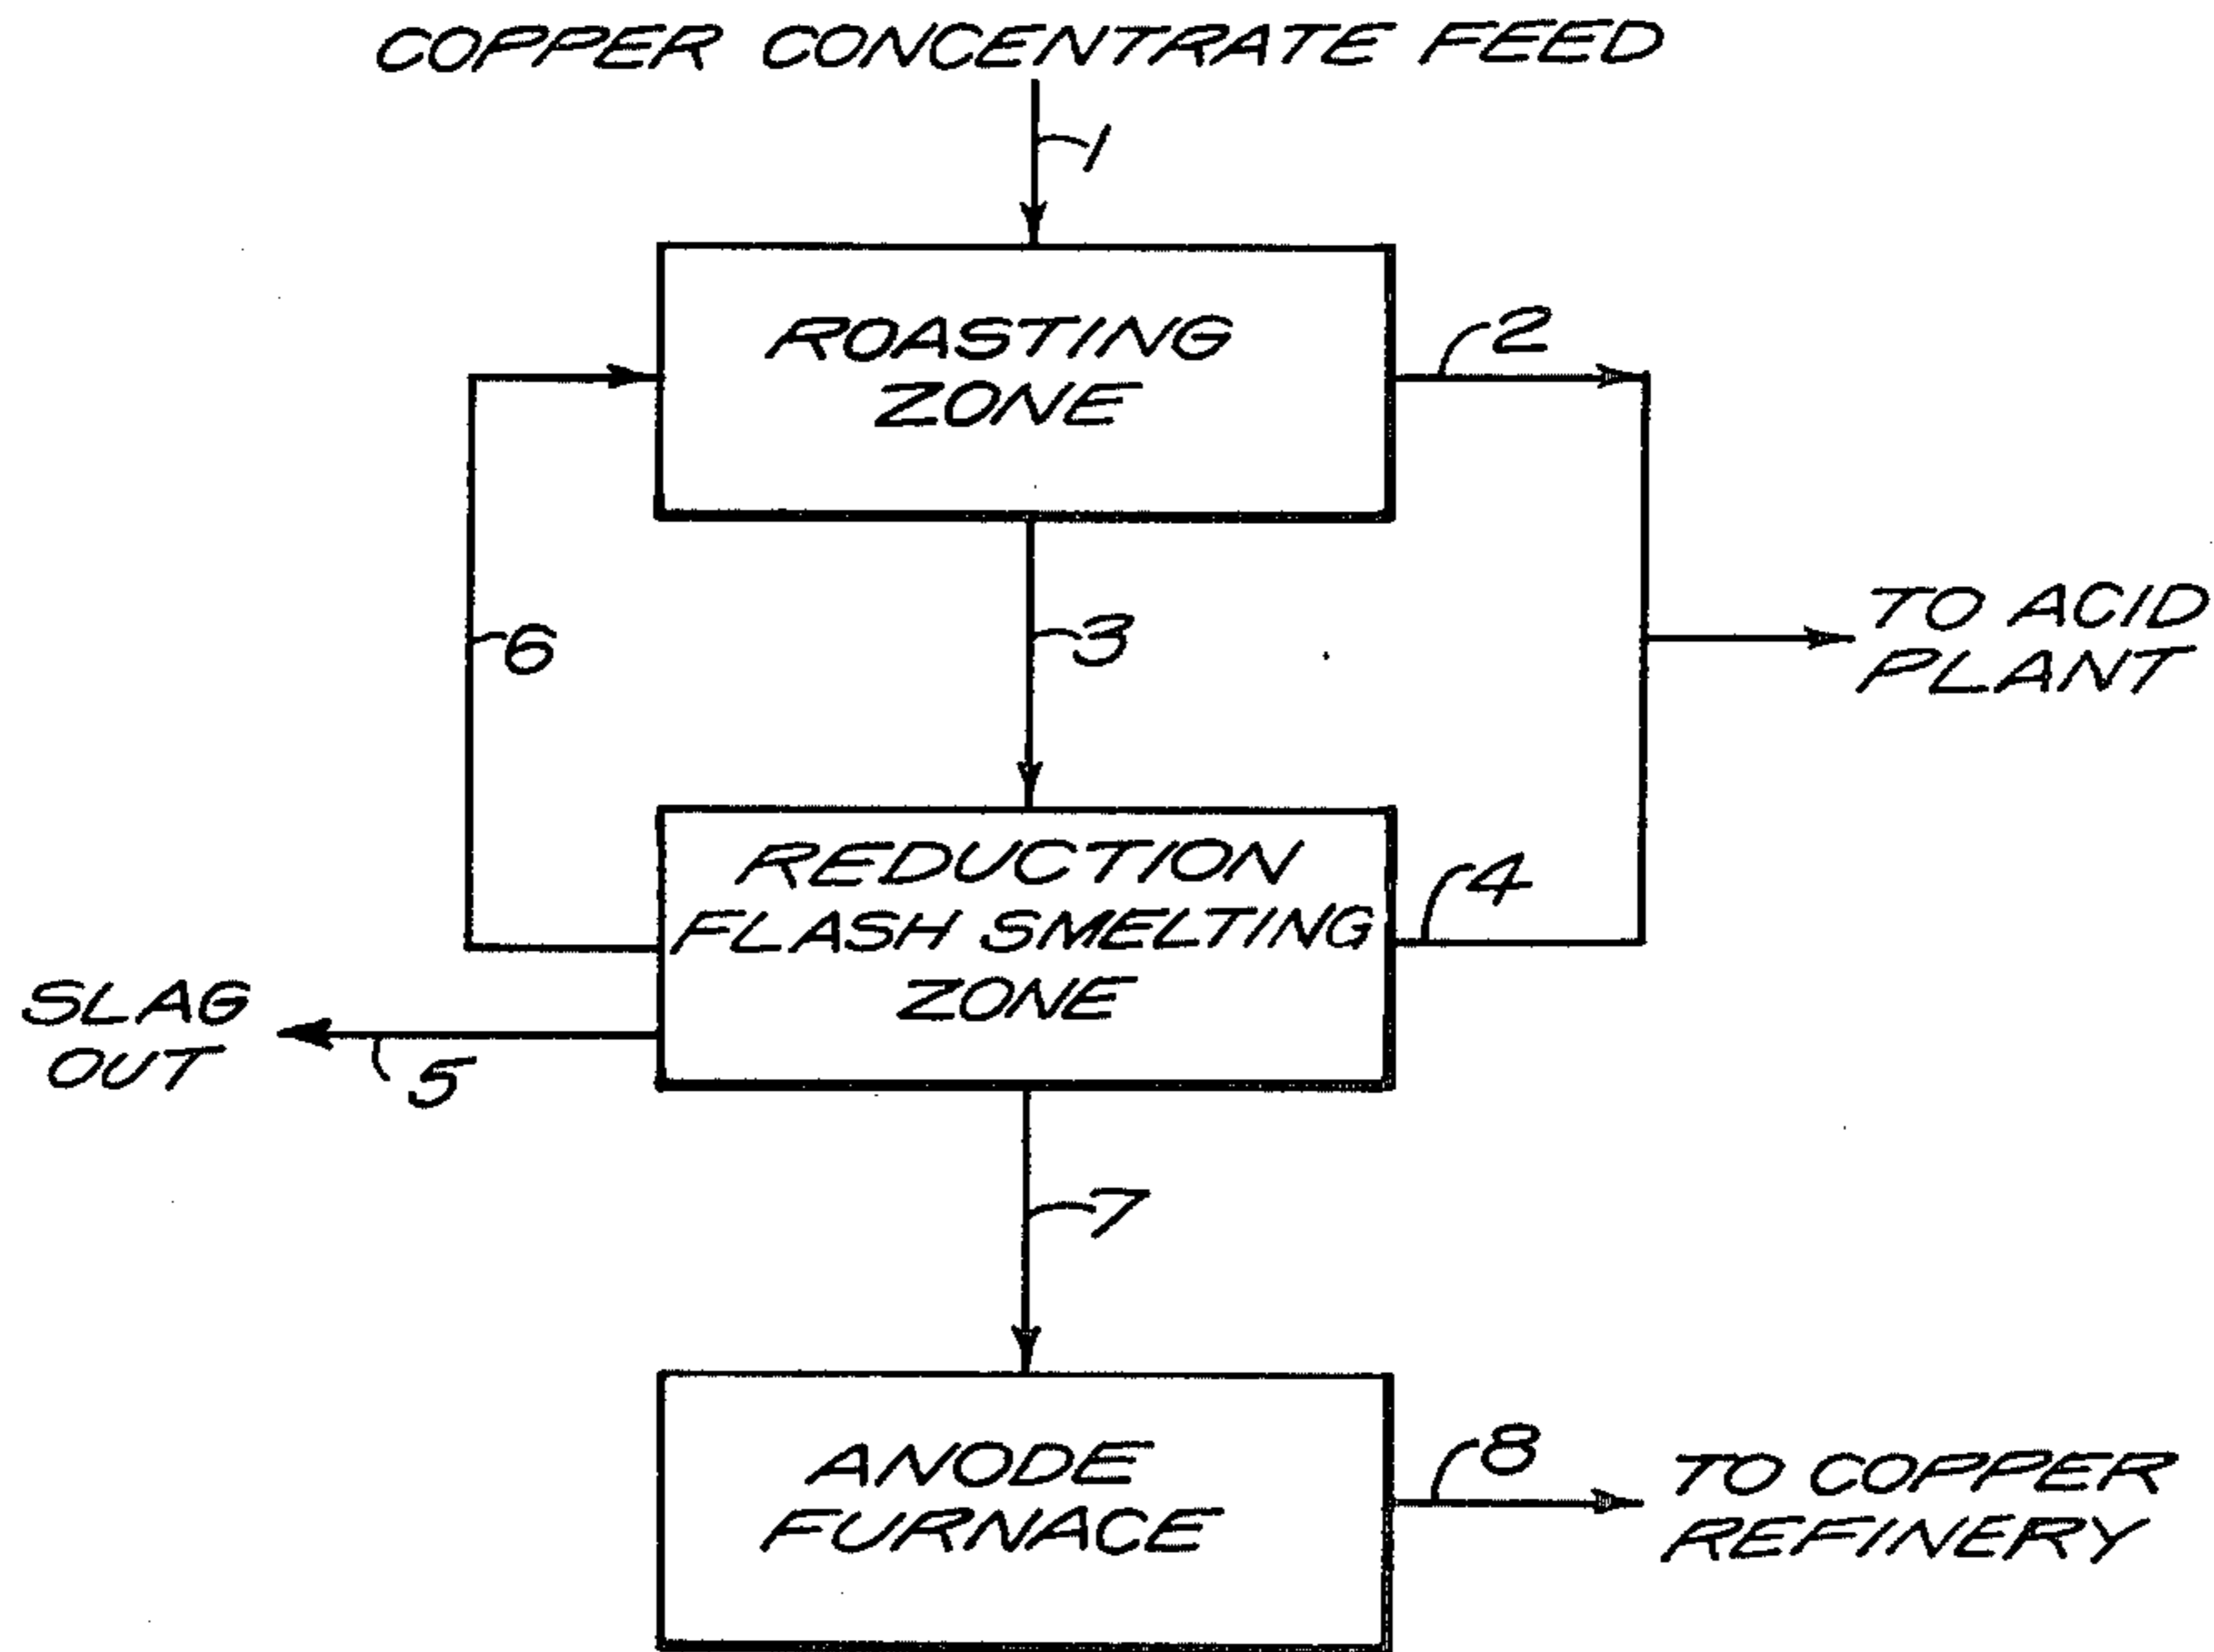 COPPER CONCENTRATE FEED
1
ROASTING
ZONE
2
6
3
TO ACID
PLANT
REDUCTION
FLASH SMELTING
ZONE
4
SLAG
OUT
5
7
ANODE
FURNACE
8
TO COPPER
REFINERY